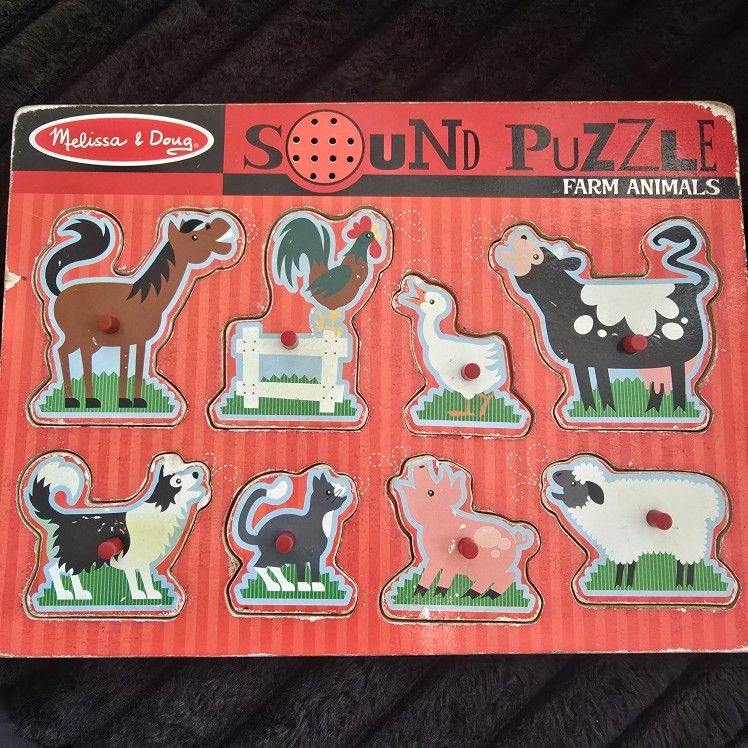 Melissa & Doug®
SOUND PUZZLE
FARM ANIMALS